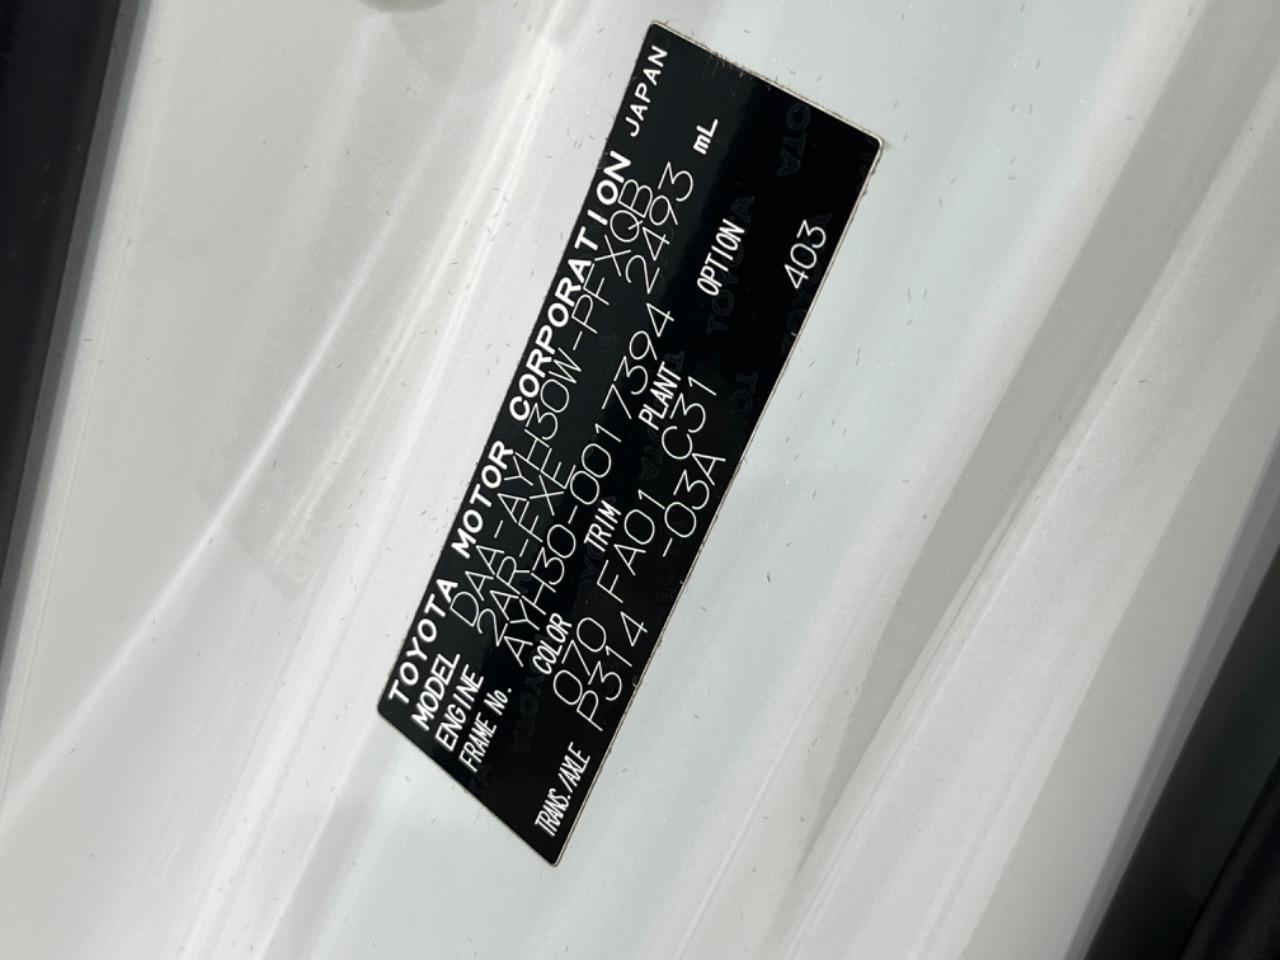 TOYOTA MOTOR CORPORATION JAPAN
MODEL DAA-AYH30W-PFXQB
ENGINE 2AR-FXE 2493 mL
FRAME No. AYH30-0017394
COLOR TRIM PLANT OPTION
070 FA01 C31
TRANS./AXLE P314 -03A 403